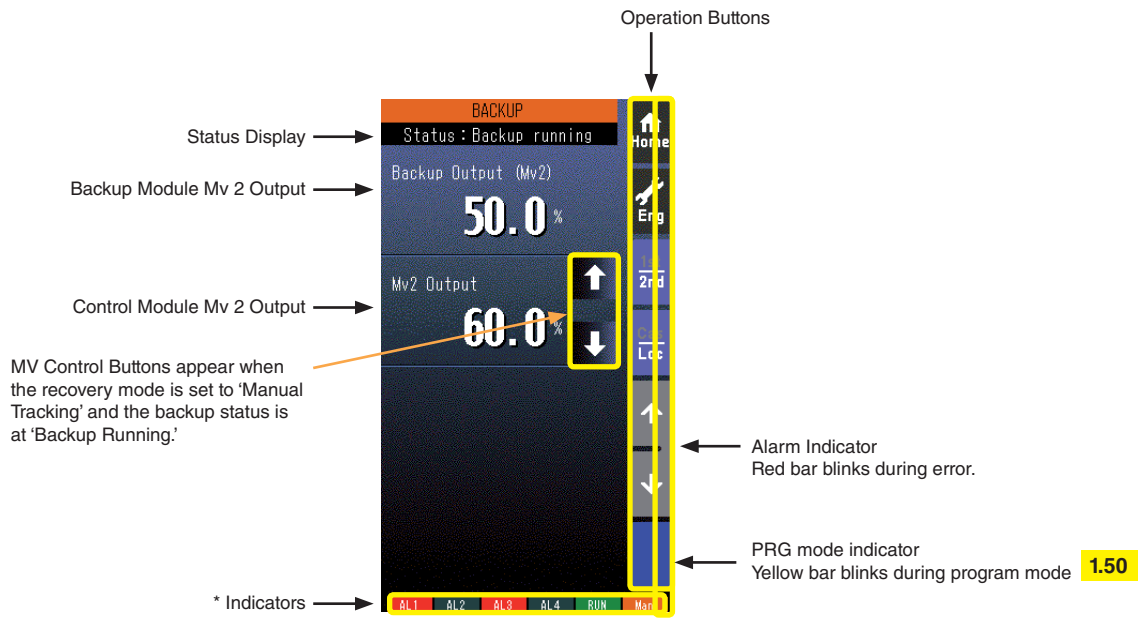 Operation Buttons
BACKUP
Status Display
Status：Backup running
Home
Backup Module Mv 2 Output
Backup Output (Mv2)
50.0 %
Eng
1st
2nd
Control Module Mv 2 Output
Mv2 Output
60.0 %
Cas
Loc
MV Control Buttons appear when
the recovery mode is set to ‘Manual
Tracking’ and the backup status is
at ‘Backup Running.’
Alarm Indicator
Red bar blinks during error.
PRG mode indicator
Yellow bar blinks during program mode
1.50
* Indicators
AL1 AL2 AL3 AL4 RUN Man